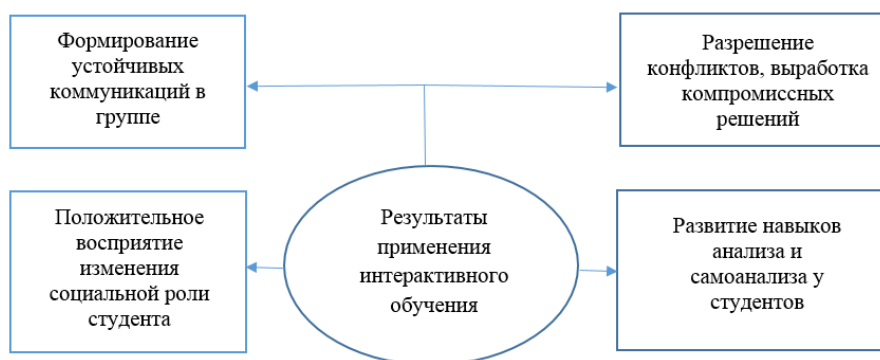 Формирование
устойчивых
коммуникаций в
группе
Разрешение
конфликтов, выработка
компромиссных
решений
Положительное
восприятие
изменения
социальной роли
студента
Результаты
применения
интерактивного
обучения
Развитие навыков
анализа и
самоанализа у
студентов